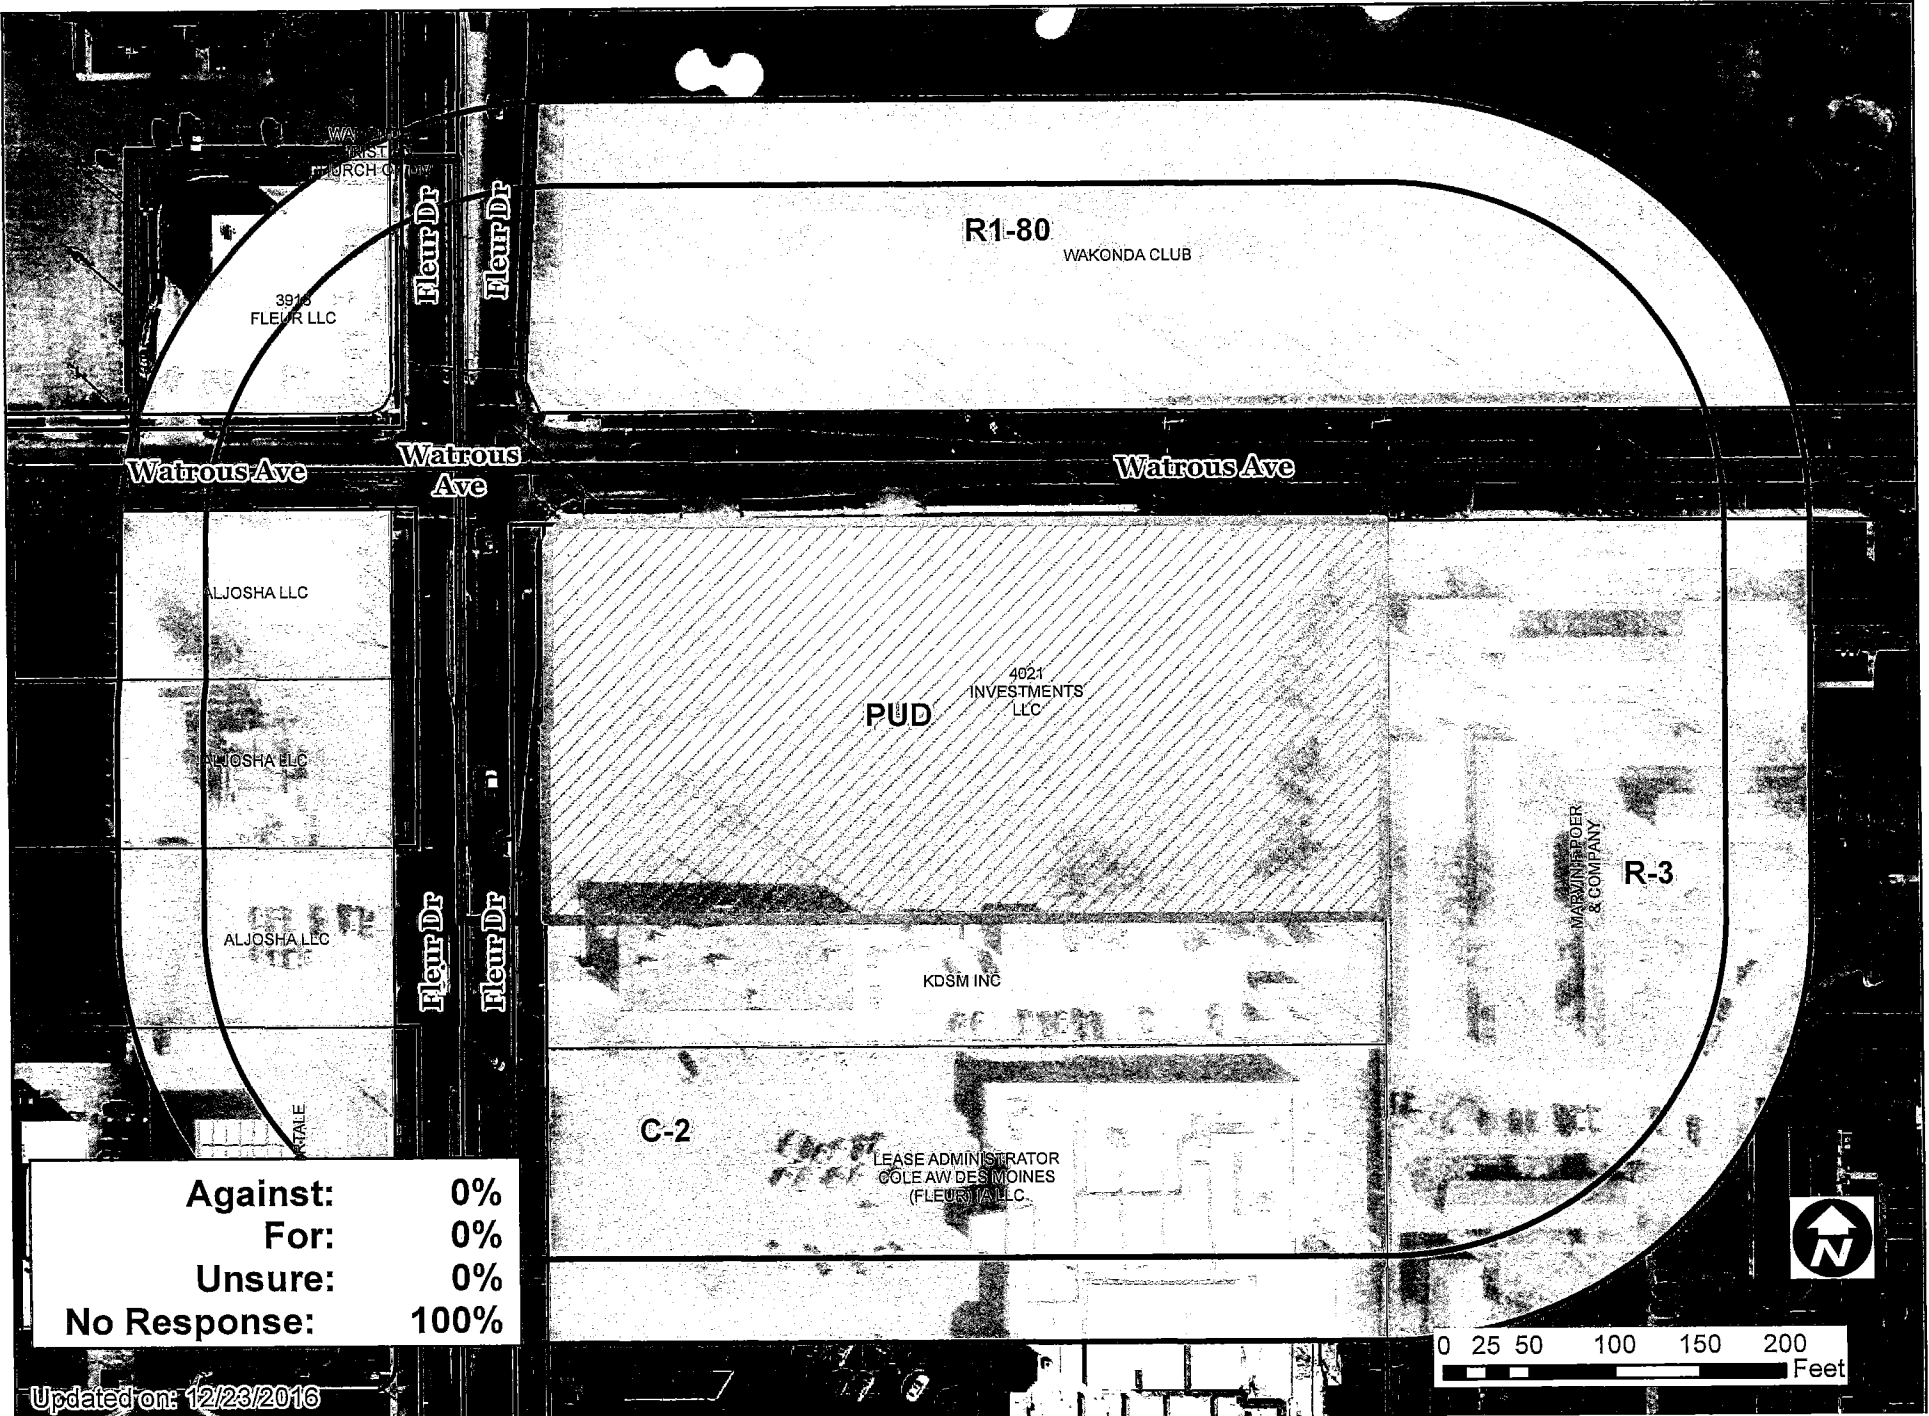 Fleur Dr
Fleur Dr
R1-80
WAKONDA CLUB
3916
FLEUR LLC
Watrous Ave
Watrous
Ave
Watrous Ave
ALJOSHA LLC
4021
INVESTMENTS
LLC
PUD
ALJOSHA LLC
MARVIN F POER
& COMPANY
R-3
ALJOSHA LLC
Fleur Dr
Fleur Dr
KDSM INC
C-2
LEASE ADMINISTRATOR
COLE AW DES MOINES
(FLEUR) IA LLC
Against: 0%
For: 0%
Unsure: 0%
No Response: 100%
N
0 25 50 100 150 200
Feet
Updated on: 12/23/2016